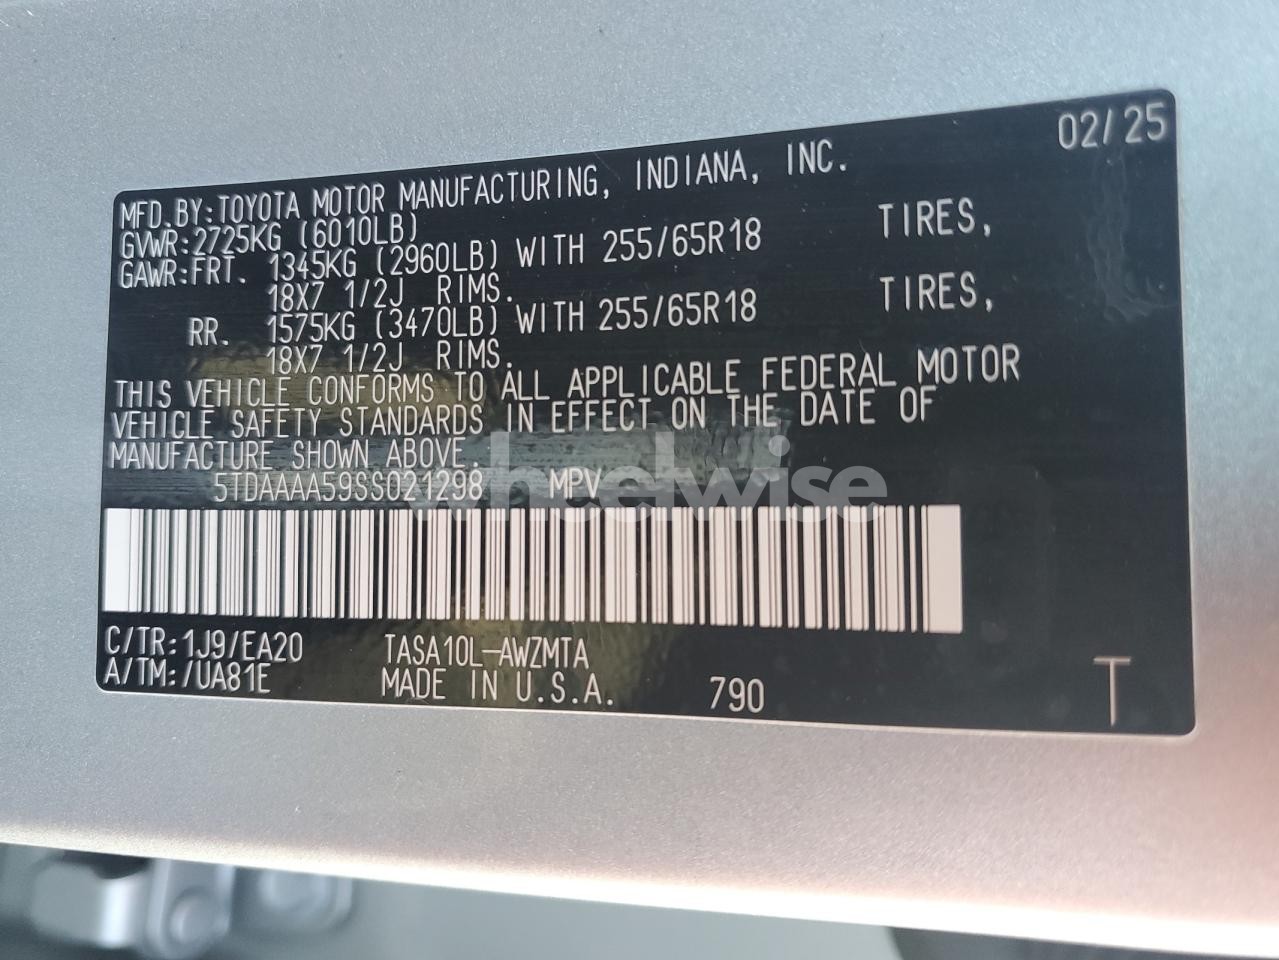 02/25
MFD.BY:TOYOTA MOTOR MANUFACTURING, INDIANA, INC.
GVWR:2725KG (6010LB)
GAWR:FRT. 1345KG (2960LB) WITH 255/65R18 TIRES,
18X7 1/2J RIMS.
RR. 1575KG (3470LB) WITH 255/65R18 TIRES,
18X7 1/2J RIMS.
THIS VEHICLE CONFORMS TO ALL APPLICABLE FEDERAL MOTOR
VEHICLE SAFETY STANDARDS IN EFFECT ON THE DATE OF
MANUFACTURE SHOWN ABOVE.
5TDAAAA59SS021298 MPV
wheelwise
C/TR:1J9/EA20 TASA10L-AWZMTA
A/TM:/UA81E MADE IN U.S.A. 790 T